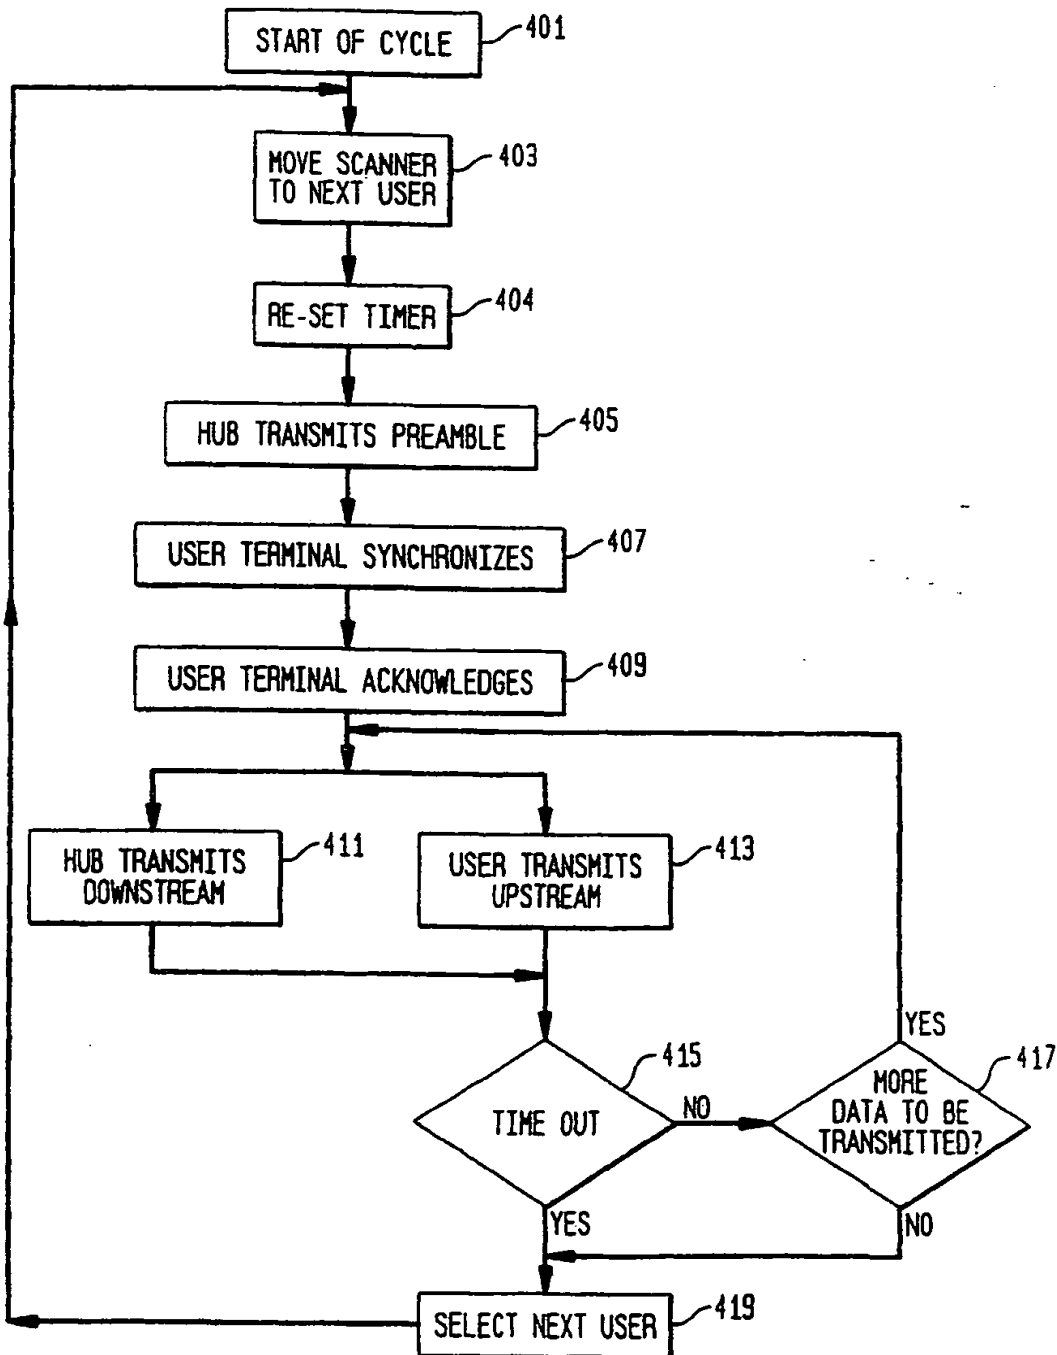 START OF CYCLE
401
MOVE SCANNER
TO NEXT USER
403
RE-SET TIMER
404
HUB TRANSMITS PREAMBLE
405
USER TERMINAL SYNCHRONIZES
407
USER TERMINAL ACKNOWLEDGES
409
HUB TRANSMITS
DOWNSTREAM
411
USER TRANSMITS
UPSTREAM
413
TIME OUT
415
NO
YES
MORE
DATA TO BE
TRANSMITTED?
417
YES
NO
SELECT NEXT USER
419